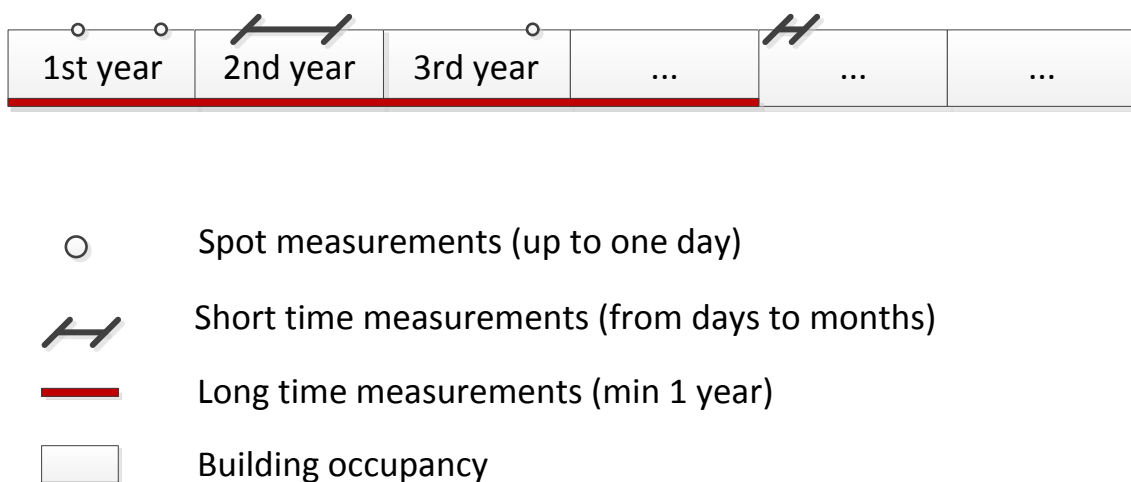 1st year 2nd year 3rd year ... ... ...
Spot measurements (up to one day)
Short time measurements (from days to months)
Long time measurements (min 1 year)
Building occupancy